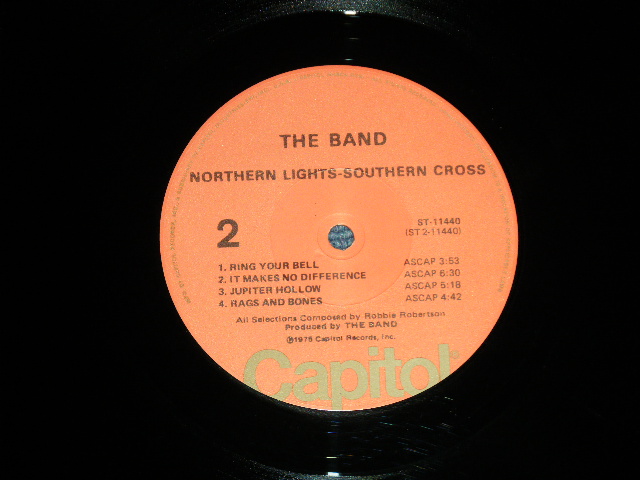 THE BAND
NORTHERN LIGHTS-SOUTHERN CROSS
2
ST-11440
(ST2-11440)
1. RING YOUR BELL ASCAP 3:53
2. IT MAKES NO DIFFERENCE ASCAP 6:30
3. JUPITER HOLLOW ASCAP 5:18
4. RAGS AND BONES ASCAP 4:42
All Selections Composed by Robbie Robertson
Produced by THE BAND
℗1975 Capitol Records, Inc.
Capitol®